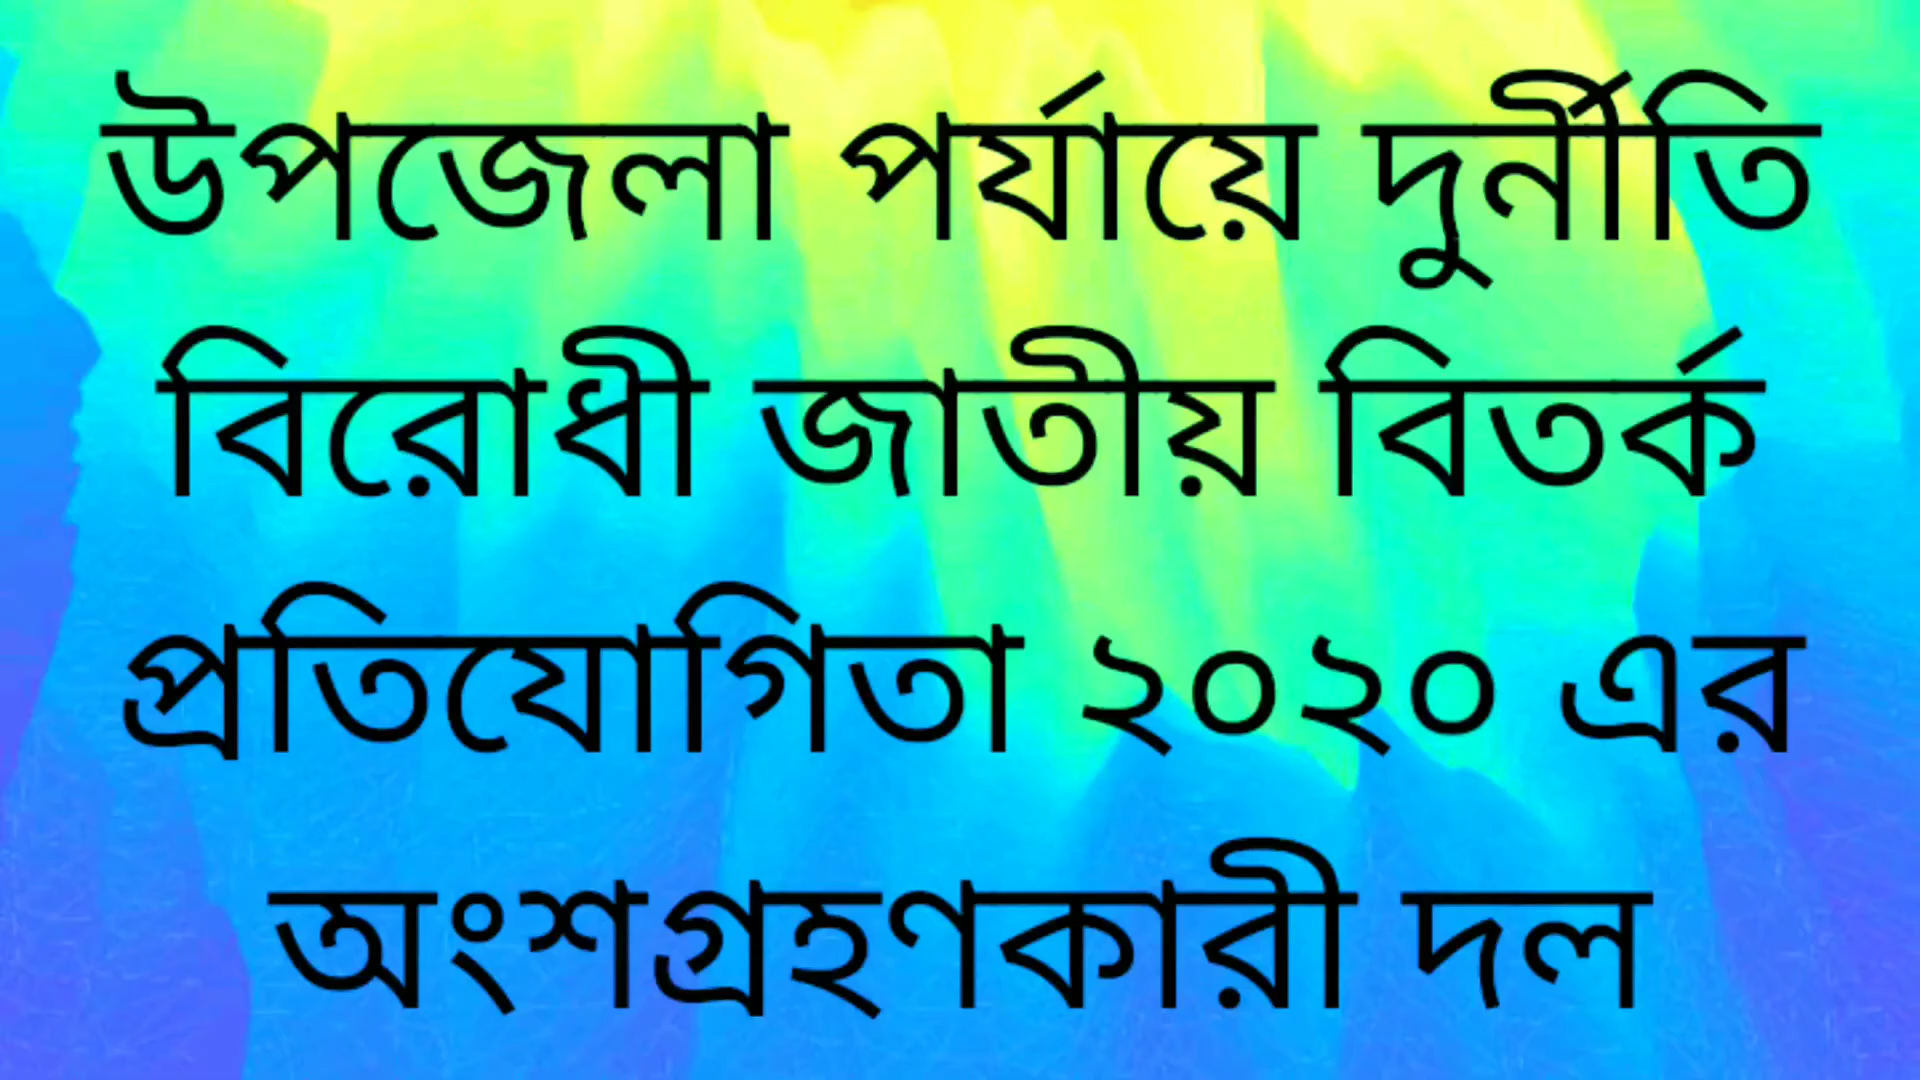 উপজেলা পর্যায়ে দুর্নীতি
বিরোধী জাতীয় বিতর্ক
প্রতিযোগিতা ২০২০ এর
অংশগ্রহণকারী দল